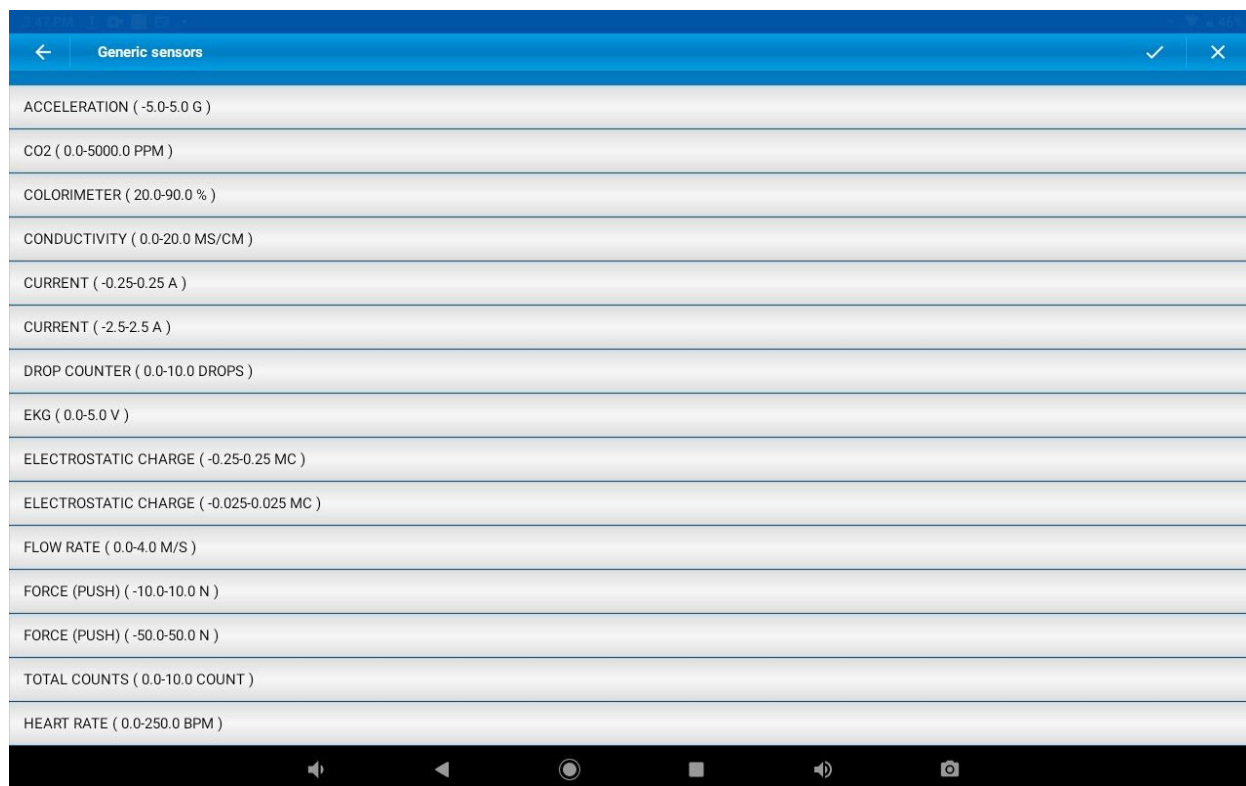 3:47 PM
46%
Generic sensors
ACCELERATION ( -5.0-5.0 G )
CO2 ( 0.0-5000.0 PPM )
COLORIMETER ( 20.0-90.0 % )
CONDUCTIVITY ( 0.0-20.0 MS/CM )
CURRENT ( -0.25-0.25 A )
CURRENT ( -2.5-2.5 A )
DROP COUNTER ( 0.0-10.0 DROPS )
EKG ( 0.0-5.0 V )
ELECTROSTATIC CHARGE ( -0.25-0.25 MC )
ELECTROSTATIC CHARGE ( -0.025-0.025 MC )
FLOW RATE ( 0.0-4.0 M/S )
FORCE (PUSH) ( -10.0-10.0 N )
FORCE (PUSH) ( -50.0-50.0 N )
TOTAL COUNTS ( 0.0-10.0 COUNT )
HEART RATE ( 0.0-250.0 BPM )